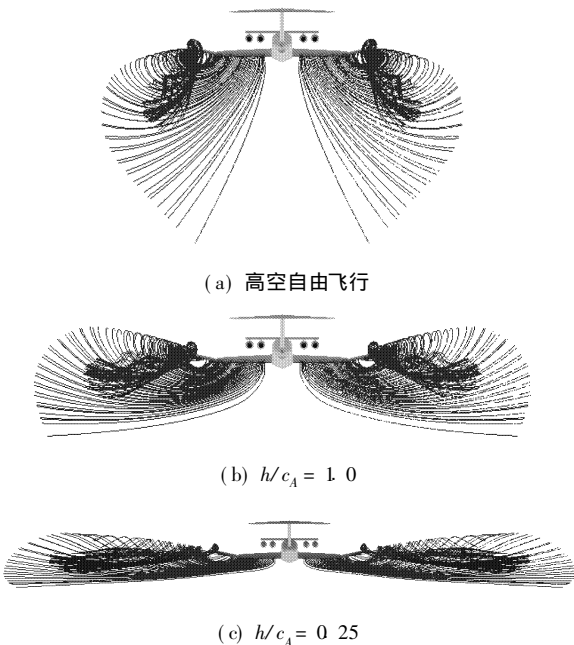 (a) 高空自由飞行
(b) h/c_A = 1. 0
(c) h/c_A = 0. 25